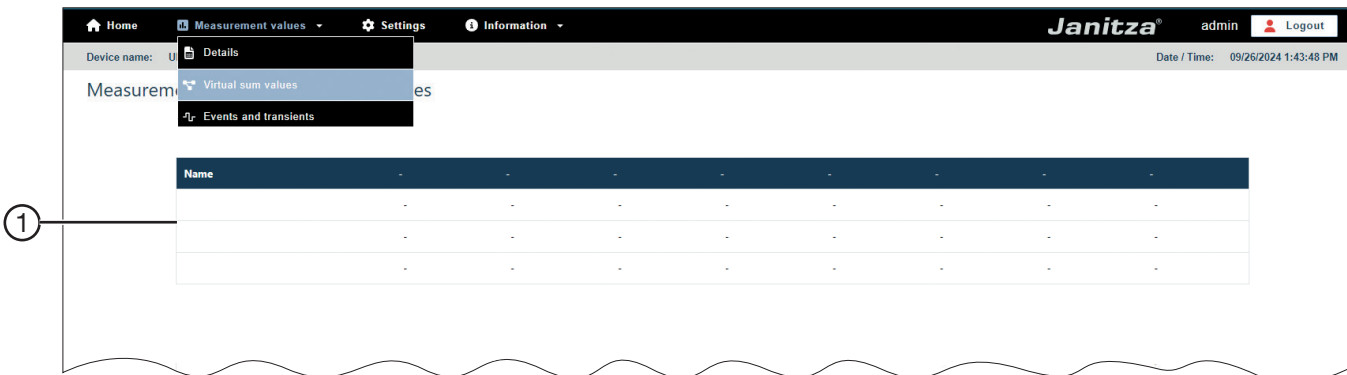 Home Measurement values Settings Information Janitza® admin Logout
Device name: U Details Date / Time: 09/26/2024 1:43:48 PM
Measurem Virtual sum values es
Events and transients
Name - - - - - - - -
- - - - - - - -
1
- - - - - - - -
- - - - - - - -